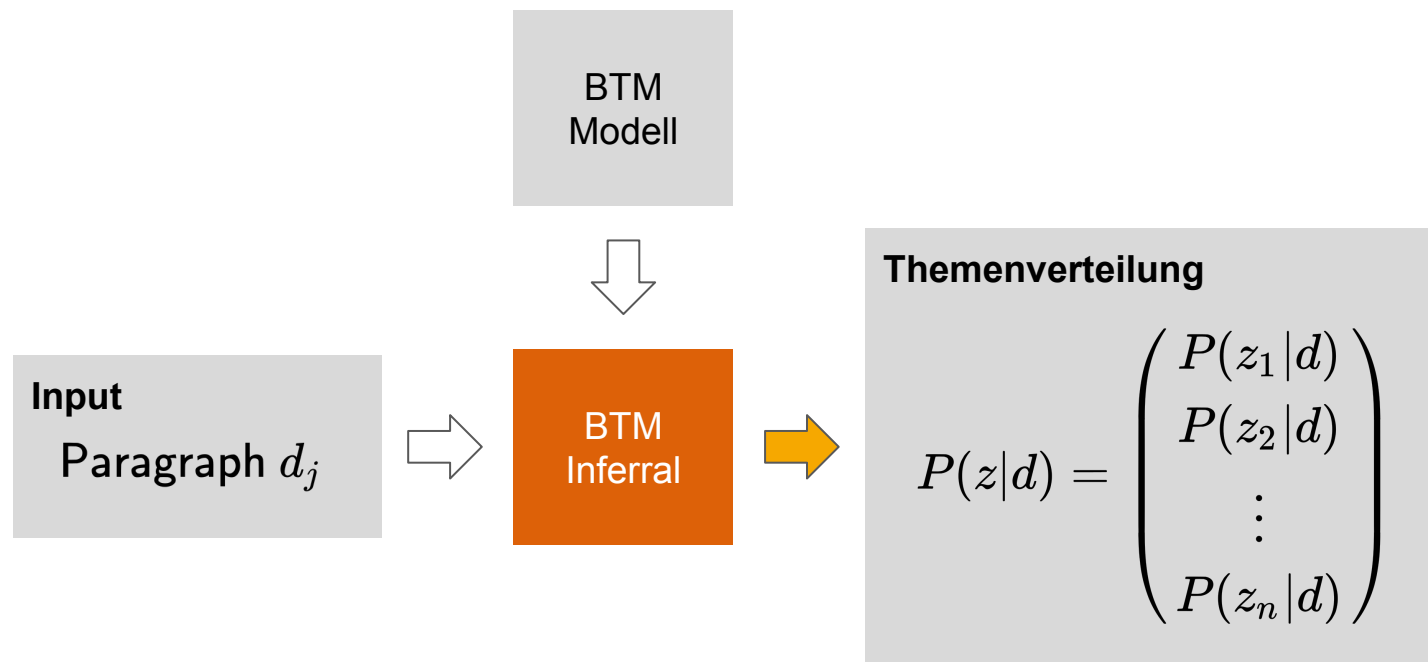 BTM
Modell
Input
Paragraph d_j
BTM
Inferral
Themenverteilung
P(z|d) =
P(z_1|d)
P(z_2|d)
⋮
P(z_n|d)